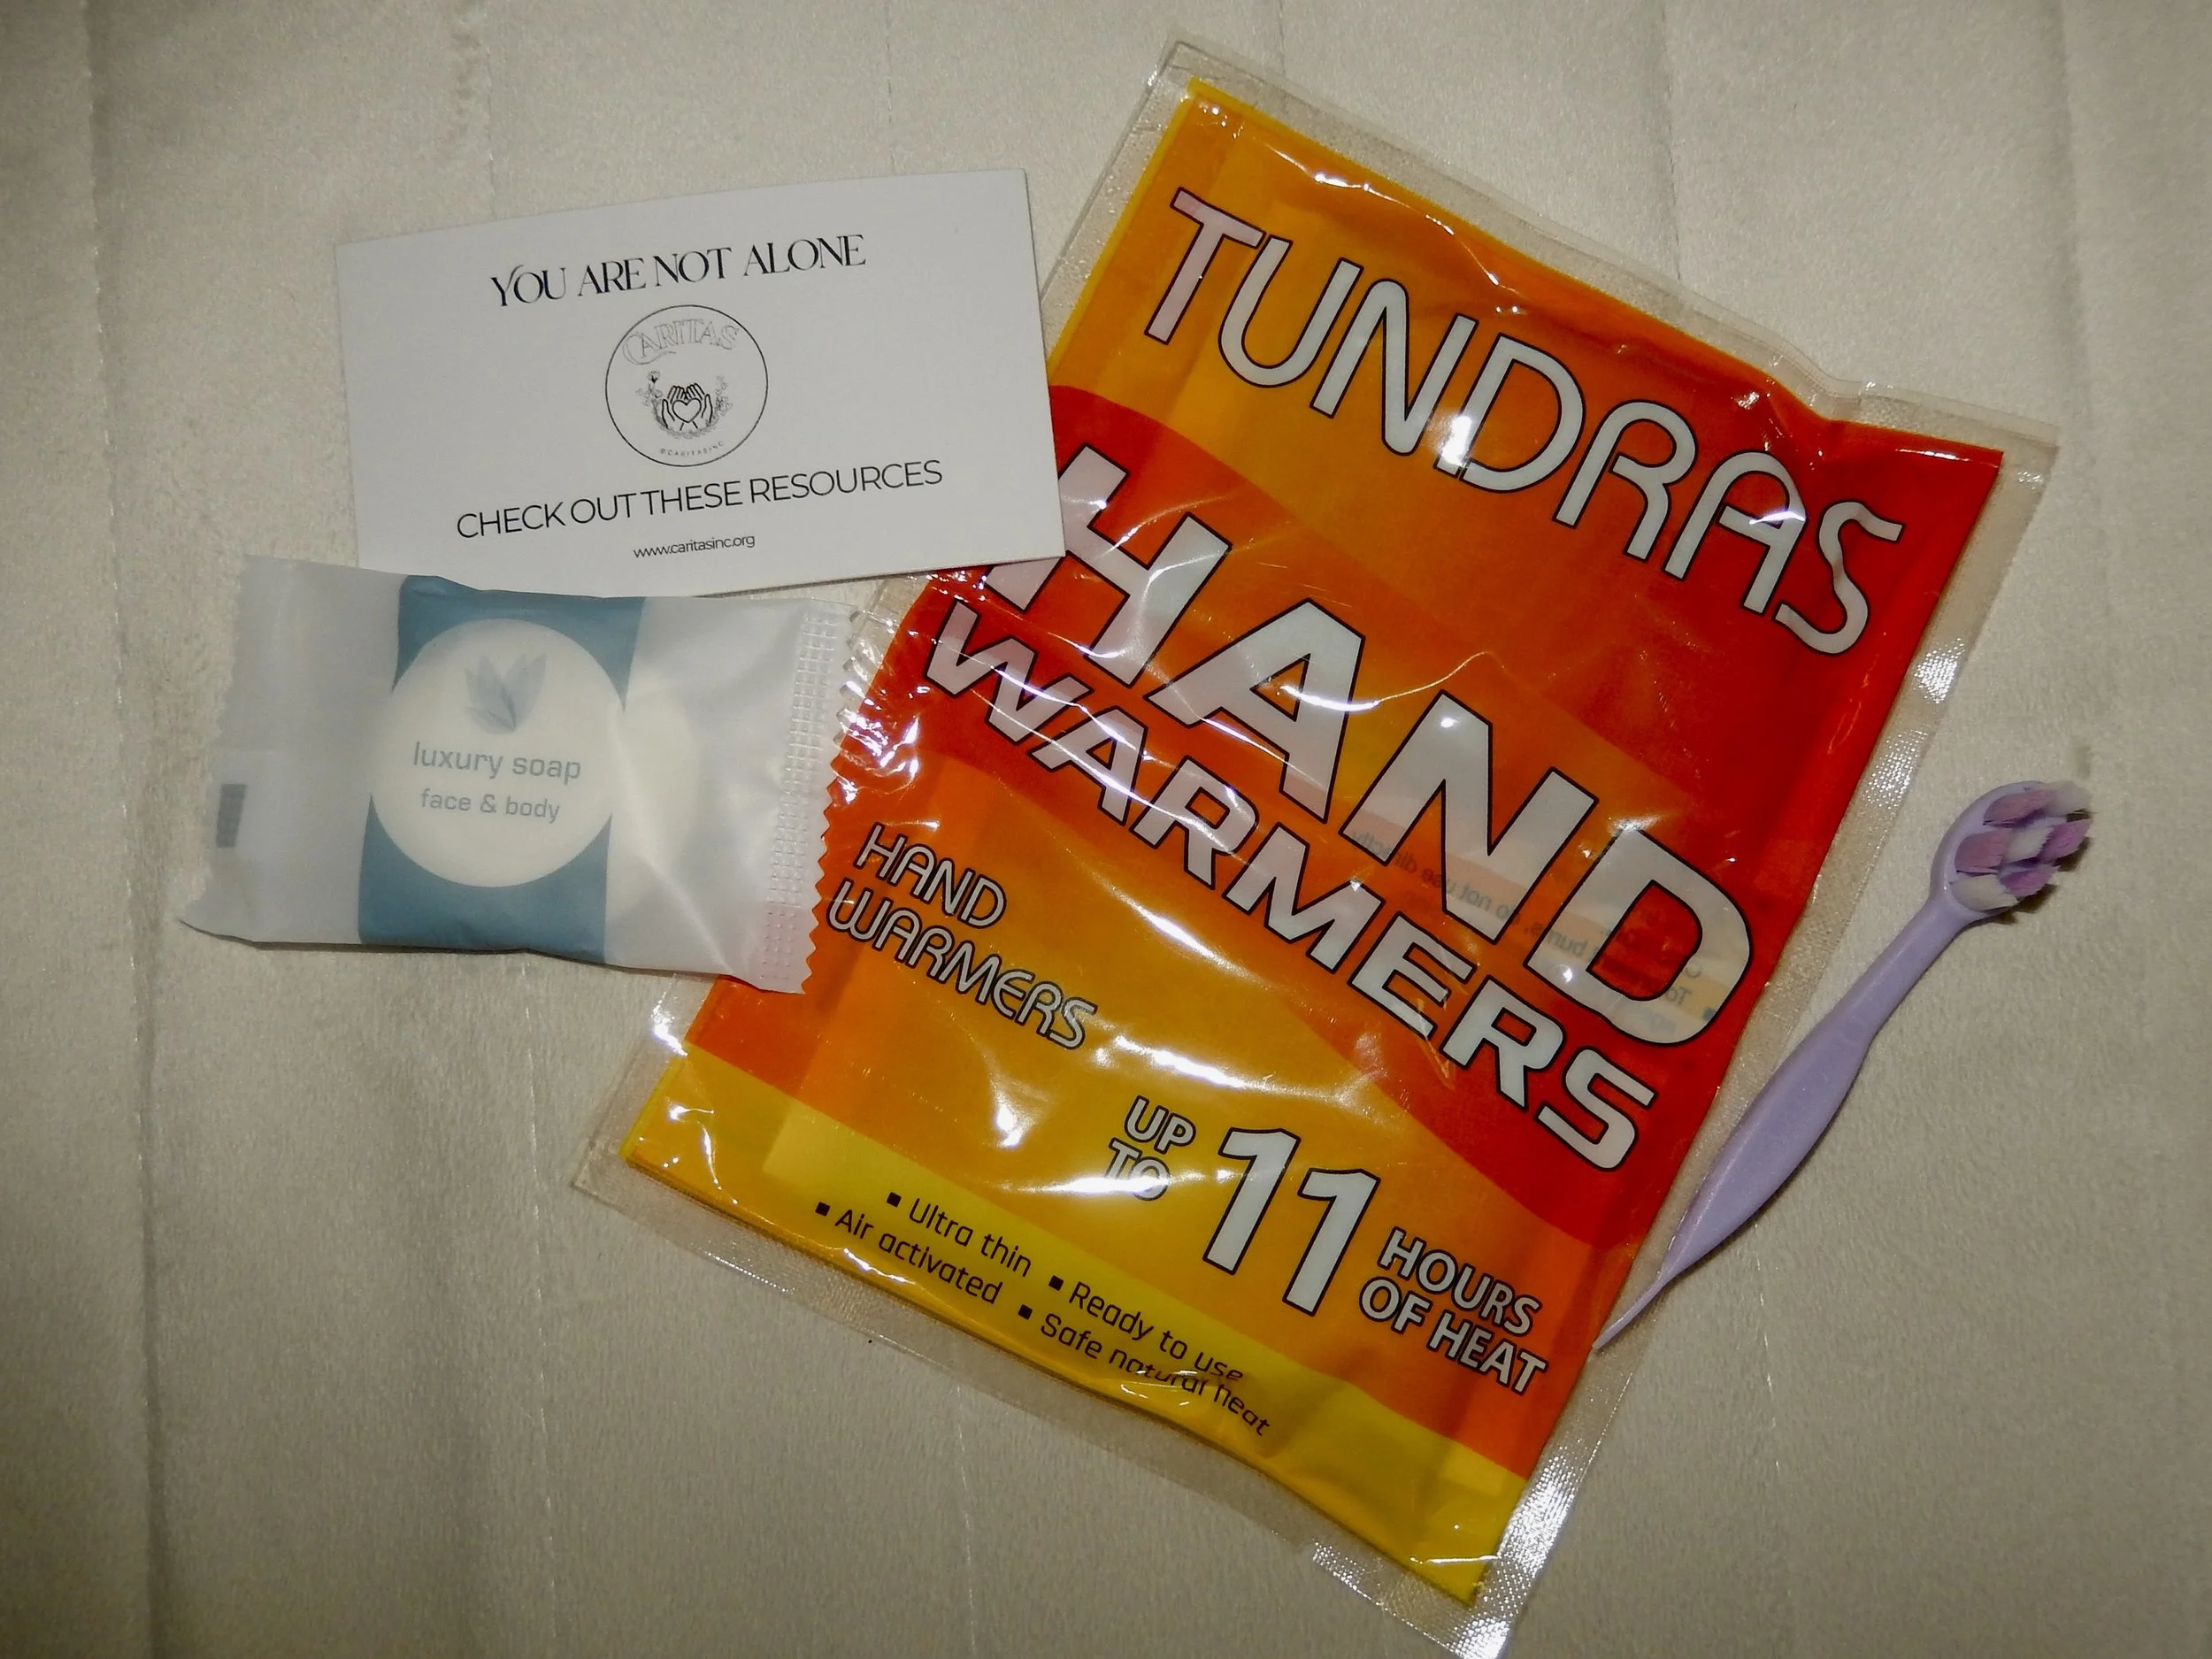 YOU ARE NOT ALONE
CARITAS
@CARITASINC
CHECK OUT THESE RESOURCES
www.caritasinc.org
luxury soap
face & body
TUNDRAS
HAND
WARMERS
HAND
WARMERS
UP
TO
11
HOURS
OF HEAT
▪ Ultra thin ▪ Ready to use
▪ Air activated ▪ Safe natural heat